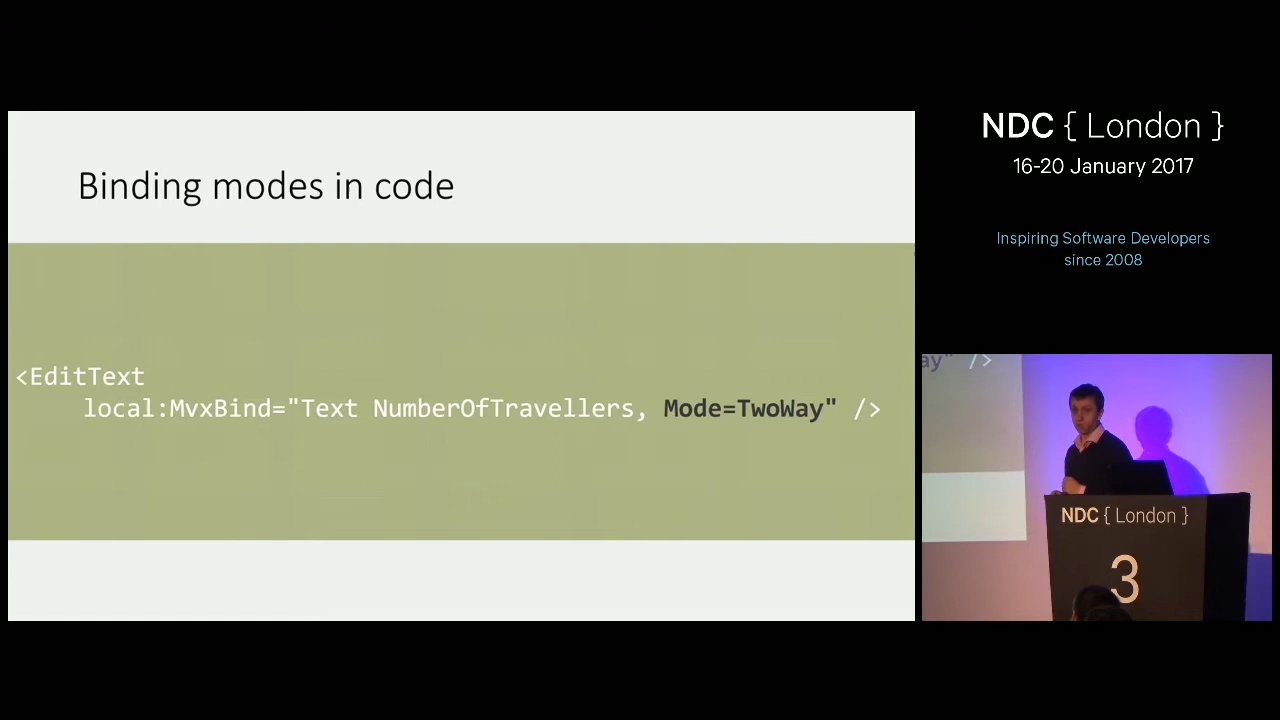 Binding modes in code
<EditText
local:MvxBind="Text NumberOfTravellers, Mode=TwoWay" />
NDC { London }
16-20 January 2017
Inspiring Software Developers
since 2008
ay" />
NDC { London }
3